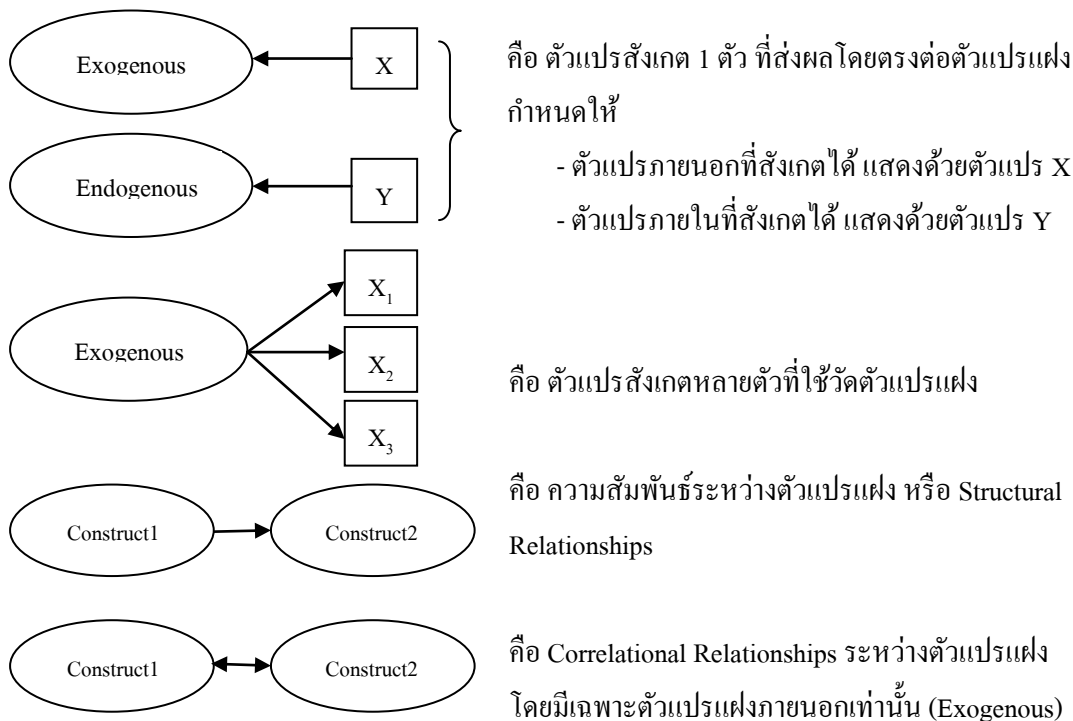 Exogenous
X
Endogenous
Y
คือ ตัวแปรสังเกต 1 ตัว ที่ส่งผลโดยตรงต่อตัวแปรแฝง
กำหนดให้
- ตัวแปรภายนอกที่สังเกตได้ แสดงด้วยตัวแปร X
- ตัวแปรภายในที่สังเกตได้ แสดงด้วยตัวแปร Y
Exogenous
X₁
X₂
X₃
คือ ตัวแปรสังเกตหลายตัวที่ใช้วัดตัวแปรแฝง
Construct1
Construct2
คือ ความสัมพันธ์ระหว่างตัวแปรแฝง หรือ Structural
Relationships
Construct1
Construct2
คือ Correlational Relationships ระหว่างตัวแปรแฝง
โดยมีเฉพาะตัวแปรแฝงภายนอกเท่านั้น (Exogenous)